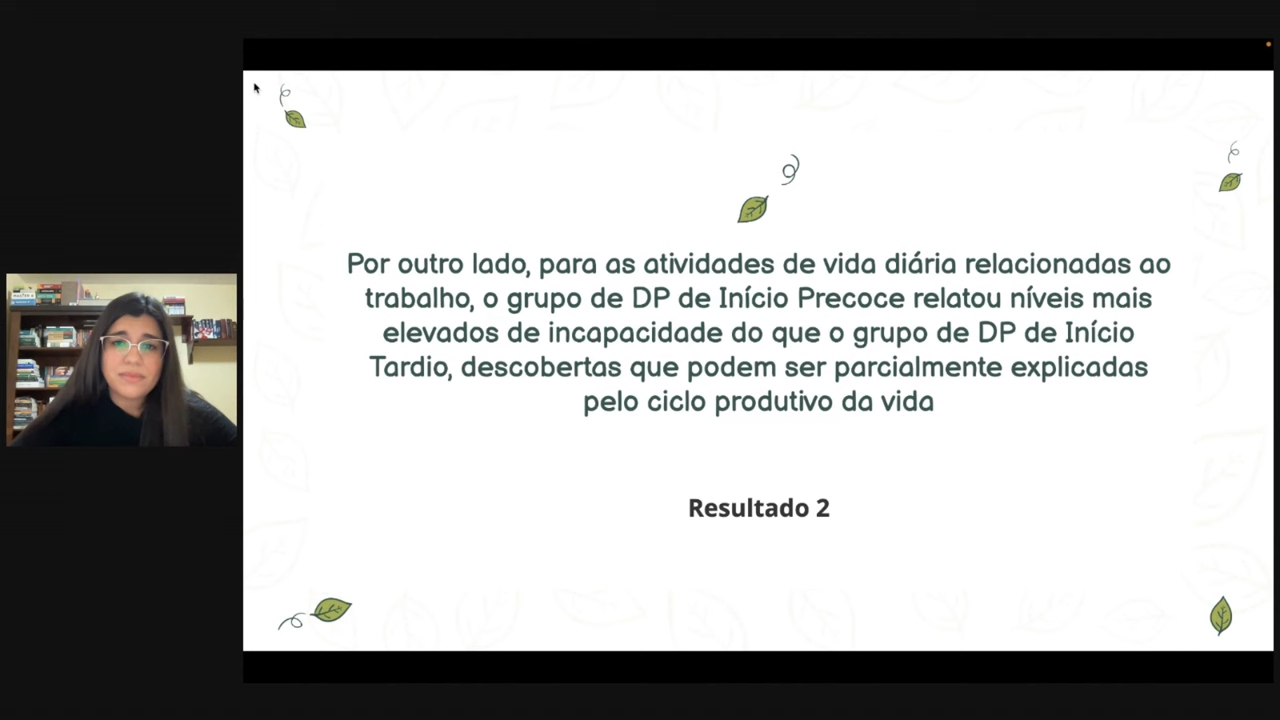 Por outro lado, para as atividades de vida diária relacionadas ao
trabalho, o grupo de DP de Início Precoce relatou níveis mais
elevados de incapacidade do que o grupo de DP de Início
Tardio, descobertas que podem ser parcialmente explicadas
pelo ciclo produtivo da vida
Resultado 2